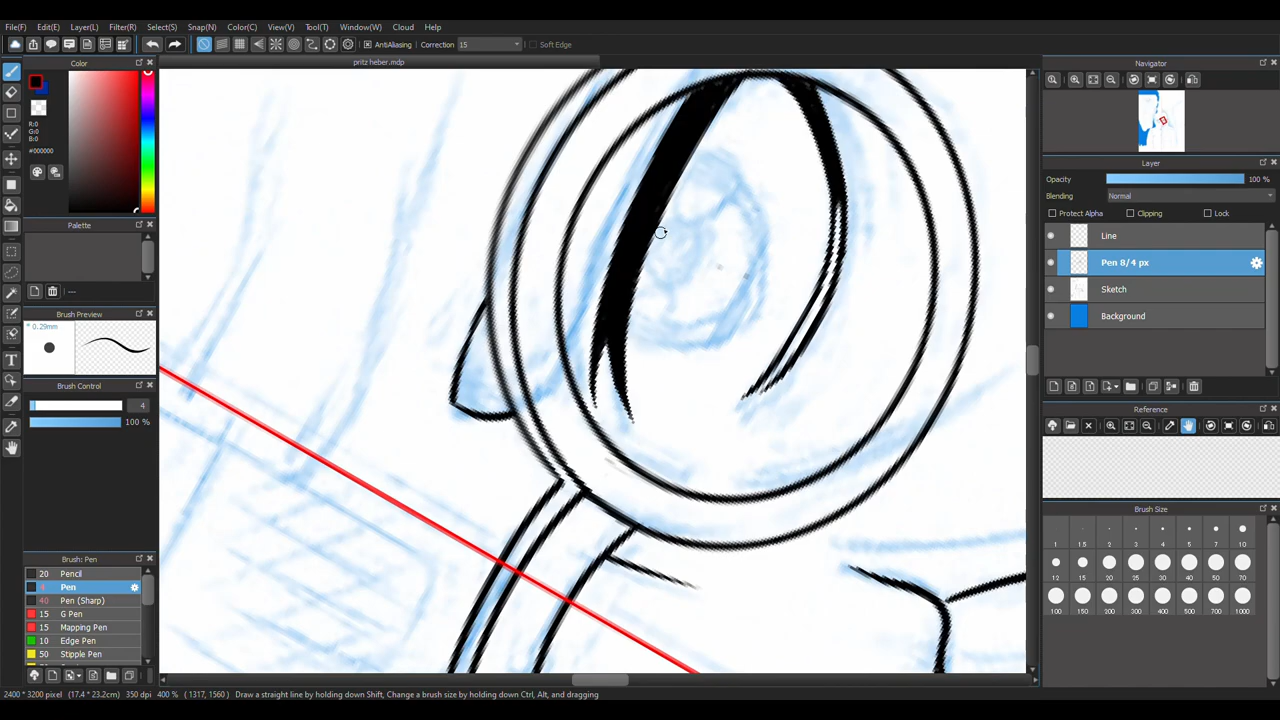 File(F) Edit(E) Layer(L) Filter(R) Select(S) Snap(N) Color(C) View(V) Tool(T) Window(W) Cloud Help
AntiAliasing Correction 15 Soft Edge
pritz heber.mdp
Color
R:0
G:0
B:0
#000000
Palette
---
Brush Preview
* 0.29mm
Brush Control
4
100 %
Brush: Pen
20 Pencil
4 Pen
40 Pen (Sharp)
15 G Pen
15 Mapping Pen
10 Edge Pen
50 Stipple Pen
Navigator
Layer
Opacity 100 %
Blending Normal
Protect Alpha Clipping Lock
Line
Pen 8/4 px
Sketch
Background
Reference
Brush Size
1 1.5 2 3 4 5 7 10
12 15 20 25 30 40 50 70
100 150 200 300 400 500 700 1000
2400 * 3200 pixel (17.4 * 23.2cm) 350 dpi 400 % ( 1317, 1560 ) Draw a straight line by holding down Shift, Change a brush size by holding down Ctrl, Alt, and dragging